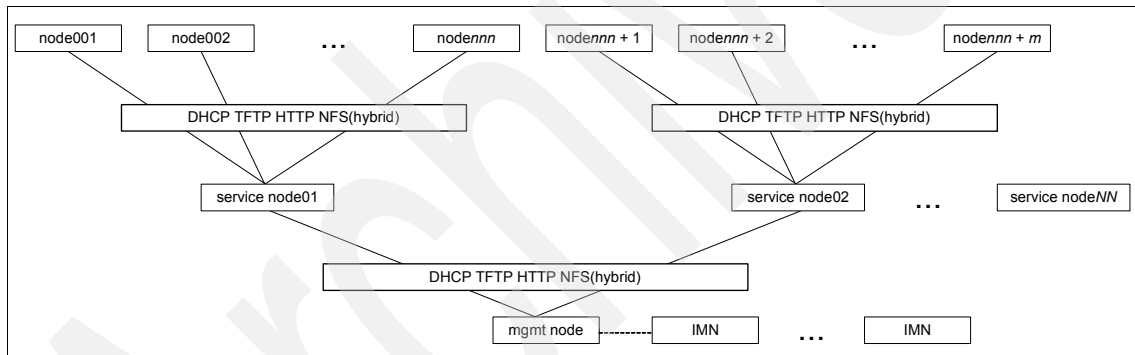 node001 node002 ... nodennn nodennn + 1 nodennn + 2 ... nodennn + m
DHCP TFTP HTTP NFS(hybrid) DHCP TFTP HTTP NFS(hybrid)
service node01 service node02 ... service nodeNN
DHCP TFTP HTTP NFS(hybrid)
mgmt node IMN ... IMN